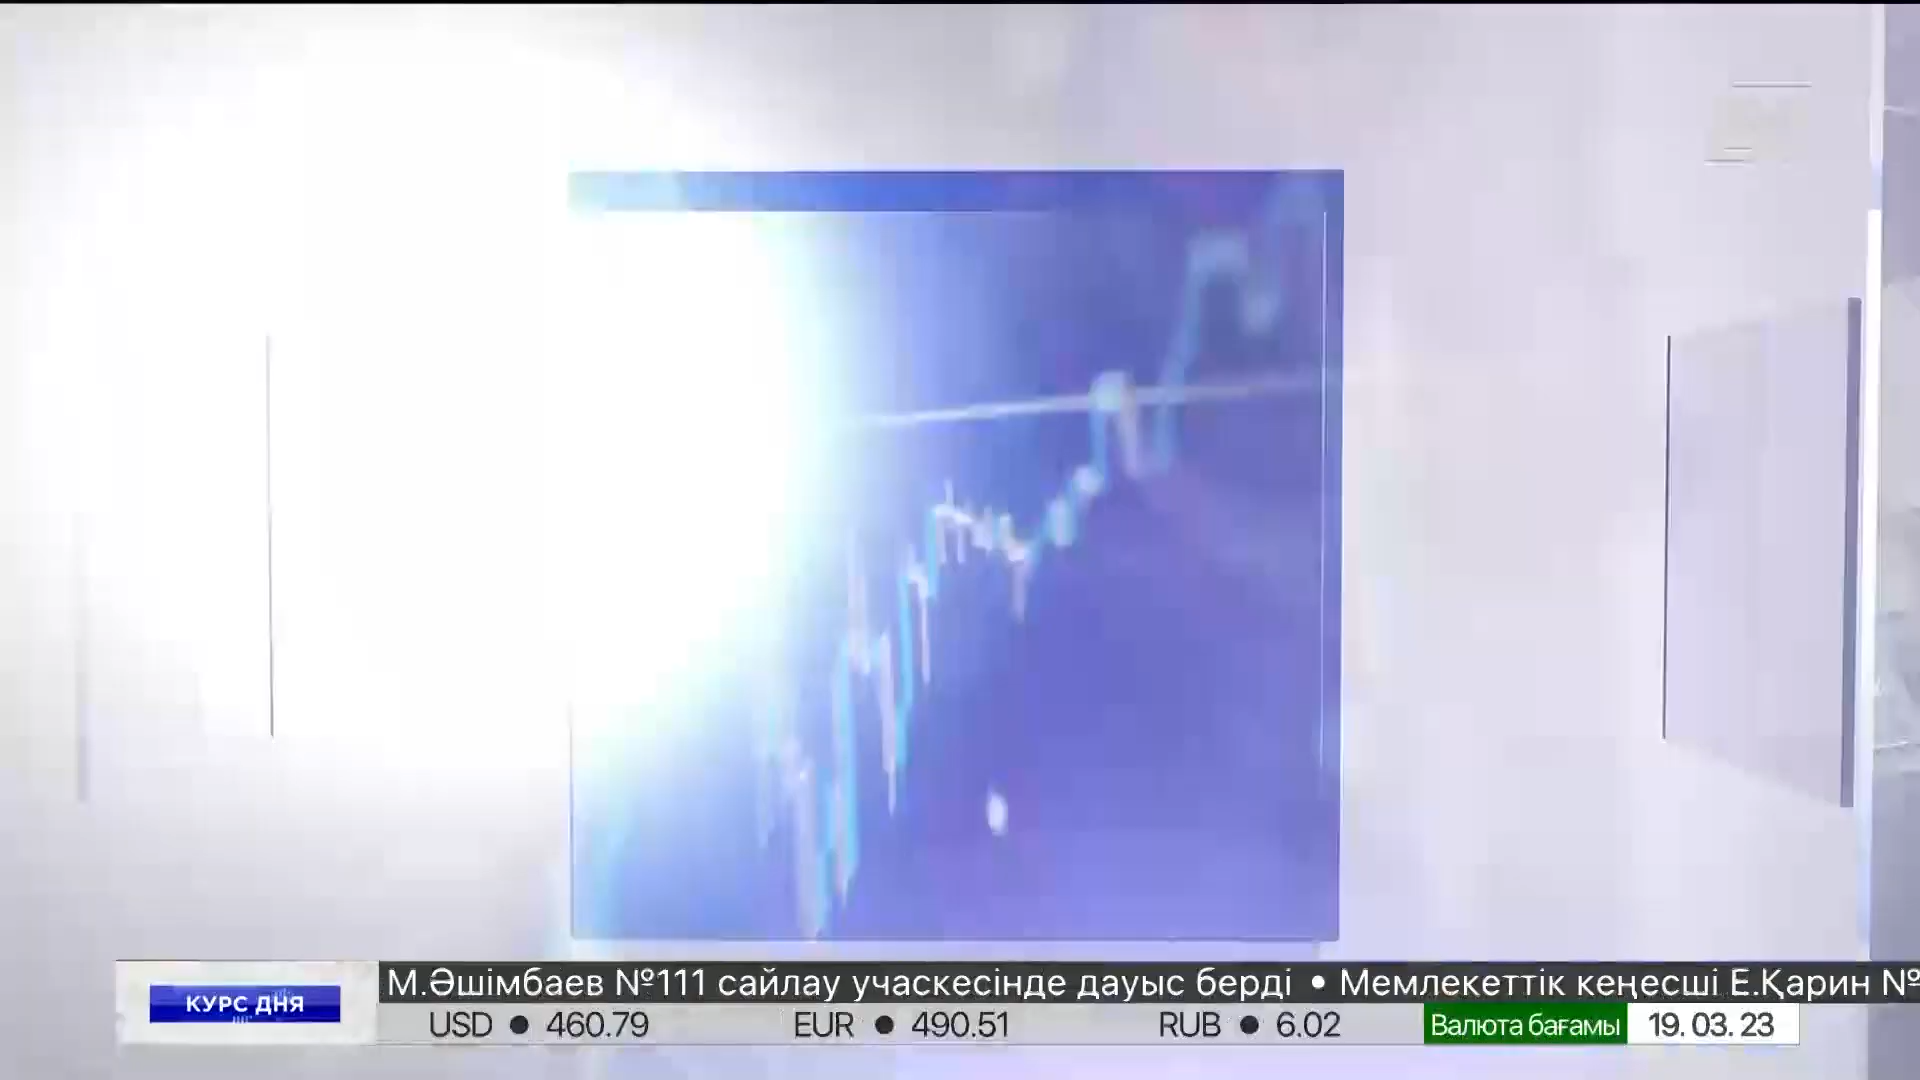 М.Әшімбаев №111 сайлау учаскесінде дауыс берді • Мемлекеттік кеңесші Е.Қарин №
КУРС ДНЯ
USD ● 460.79 EUR ● 490.51 RUB ● 6.02 Валюта бағамы 19. 03. 23